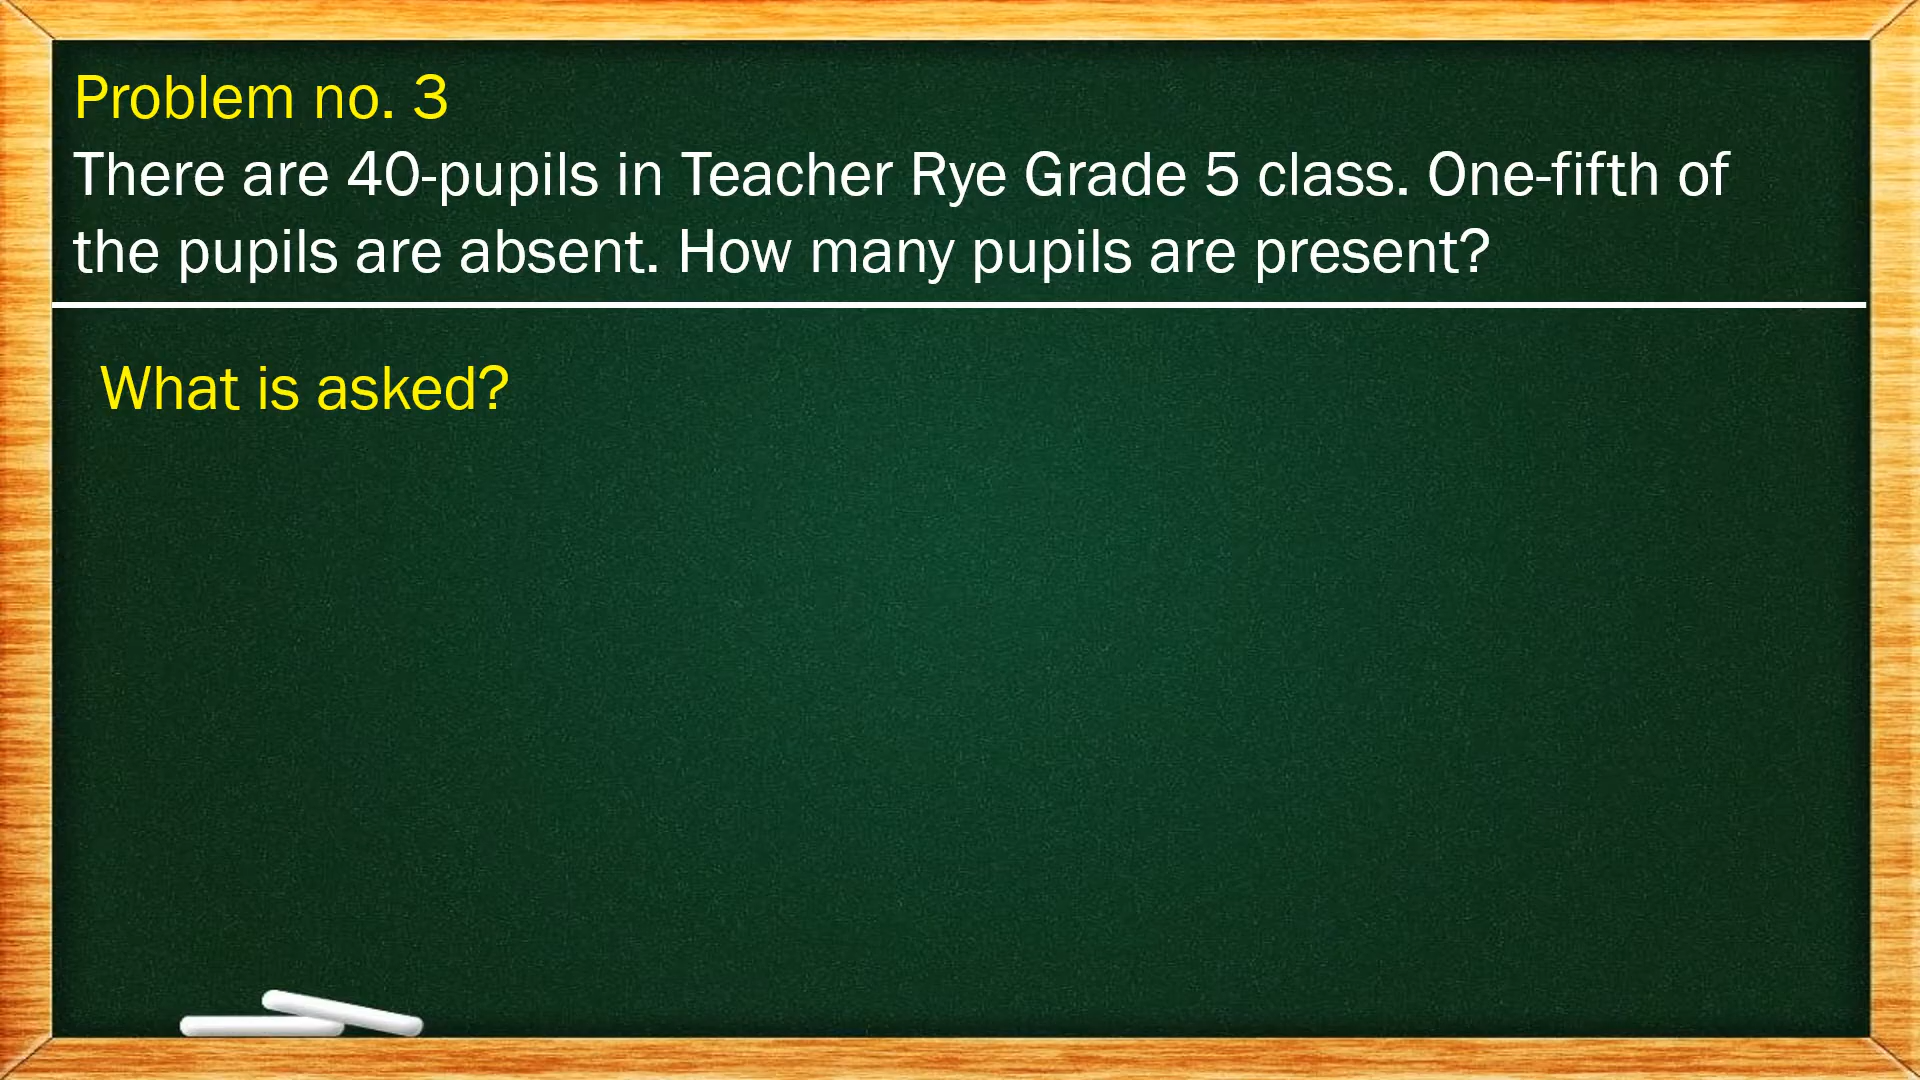 Problem no. 3
There are 40-pupils in Teacher Rye Grade 5 class. One-fifth of
the pupils are absent. How many pupils are present?
What is asked?